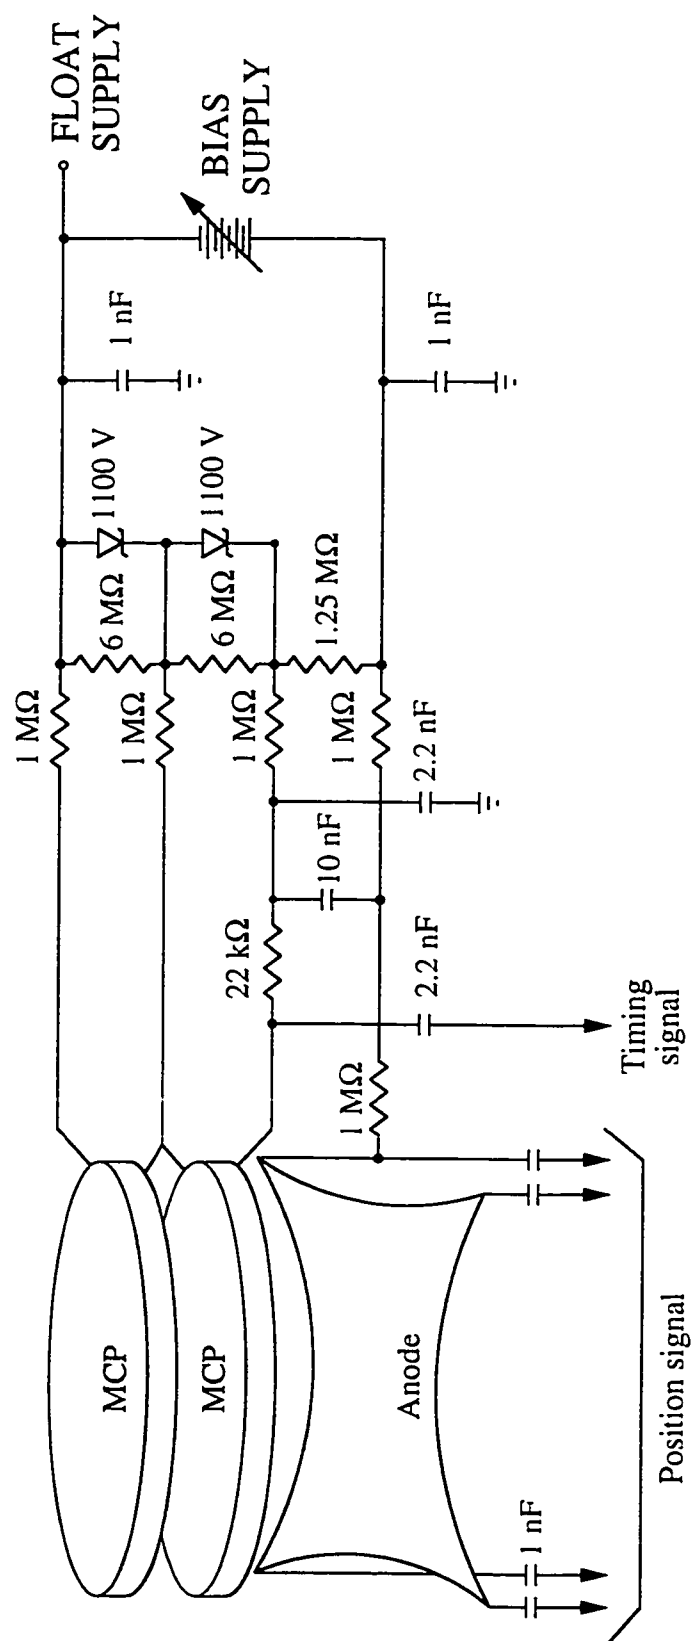 FLOAT
SUPPLY
BIAS
SUPPLY
1 nF
1 nF
1100 V
1100 V
6 MΩ
6 MΩ
1.25 MΩ
1 MΩ
1 MΩ
1 MΩ
1 MΩ
2.2 nF
10 nF
22 kΩ
2.2 nF
1 MΩ
Timing
signal
MCP
MCP
Anode
1 nF
Position signal